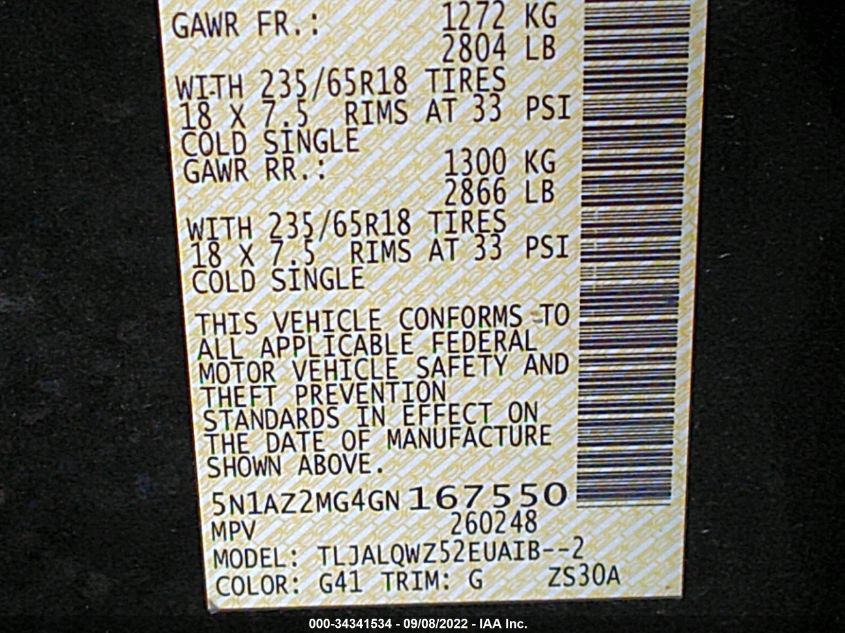 GAWR FR.: 1272 KG
2804 LB
WITH 235/65R18 TIRES
18 X 7.5 RIMS AT 33 PSI
COLD SINGLE
GAWR RR.: 1300 KG
2866 LB
WITH 235/65R18 TIRES
18 X 7.5 RIMS AT 33 PSI
COLD SINGLE
THIS VEHICLE CONFORMS TO
ALL APPLICABLE FEDERAL
MOTOR VEHICLE SAFETY AND
THEFT PREVENTION
STANDARDS IN EFFECT ON
THE DATE OF MANUFACTURE
SHOWN ABOVE.
5N1AZ2MG4GN167550
MPV 260248
MODEL: TLJALQWZ52EUAIB--2
COLOR: G41 TRIM: G ZS30A
000-34341534 - 09/08/2022 - IAA Inc.